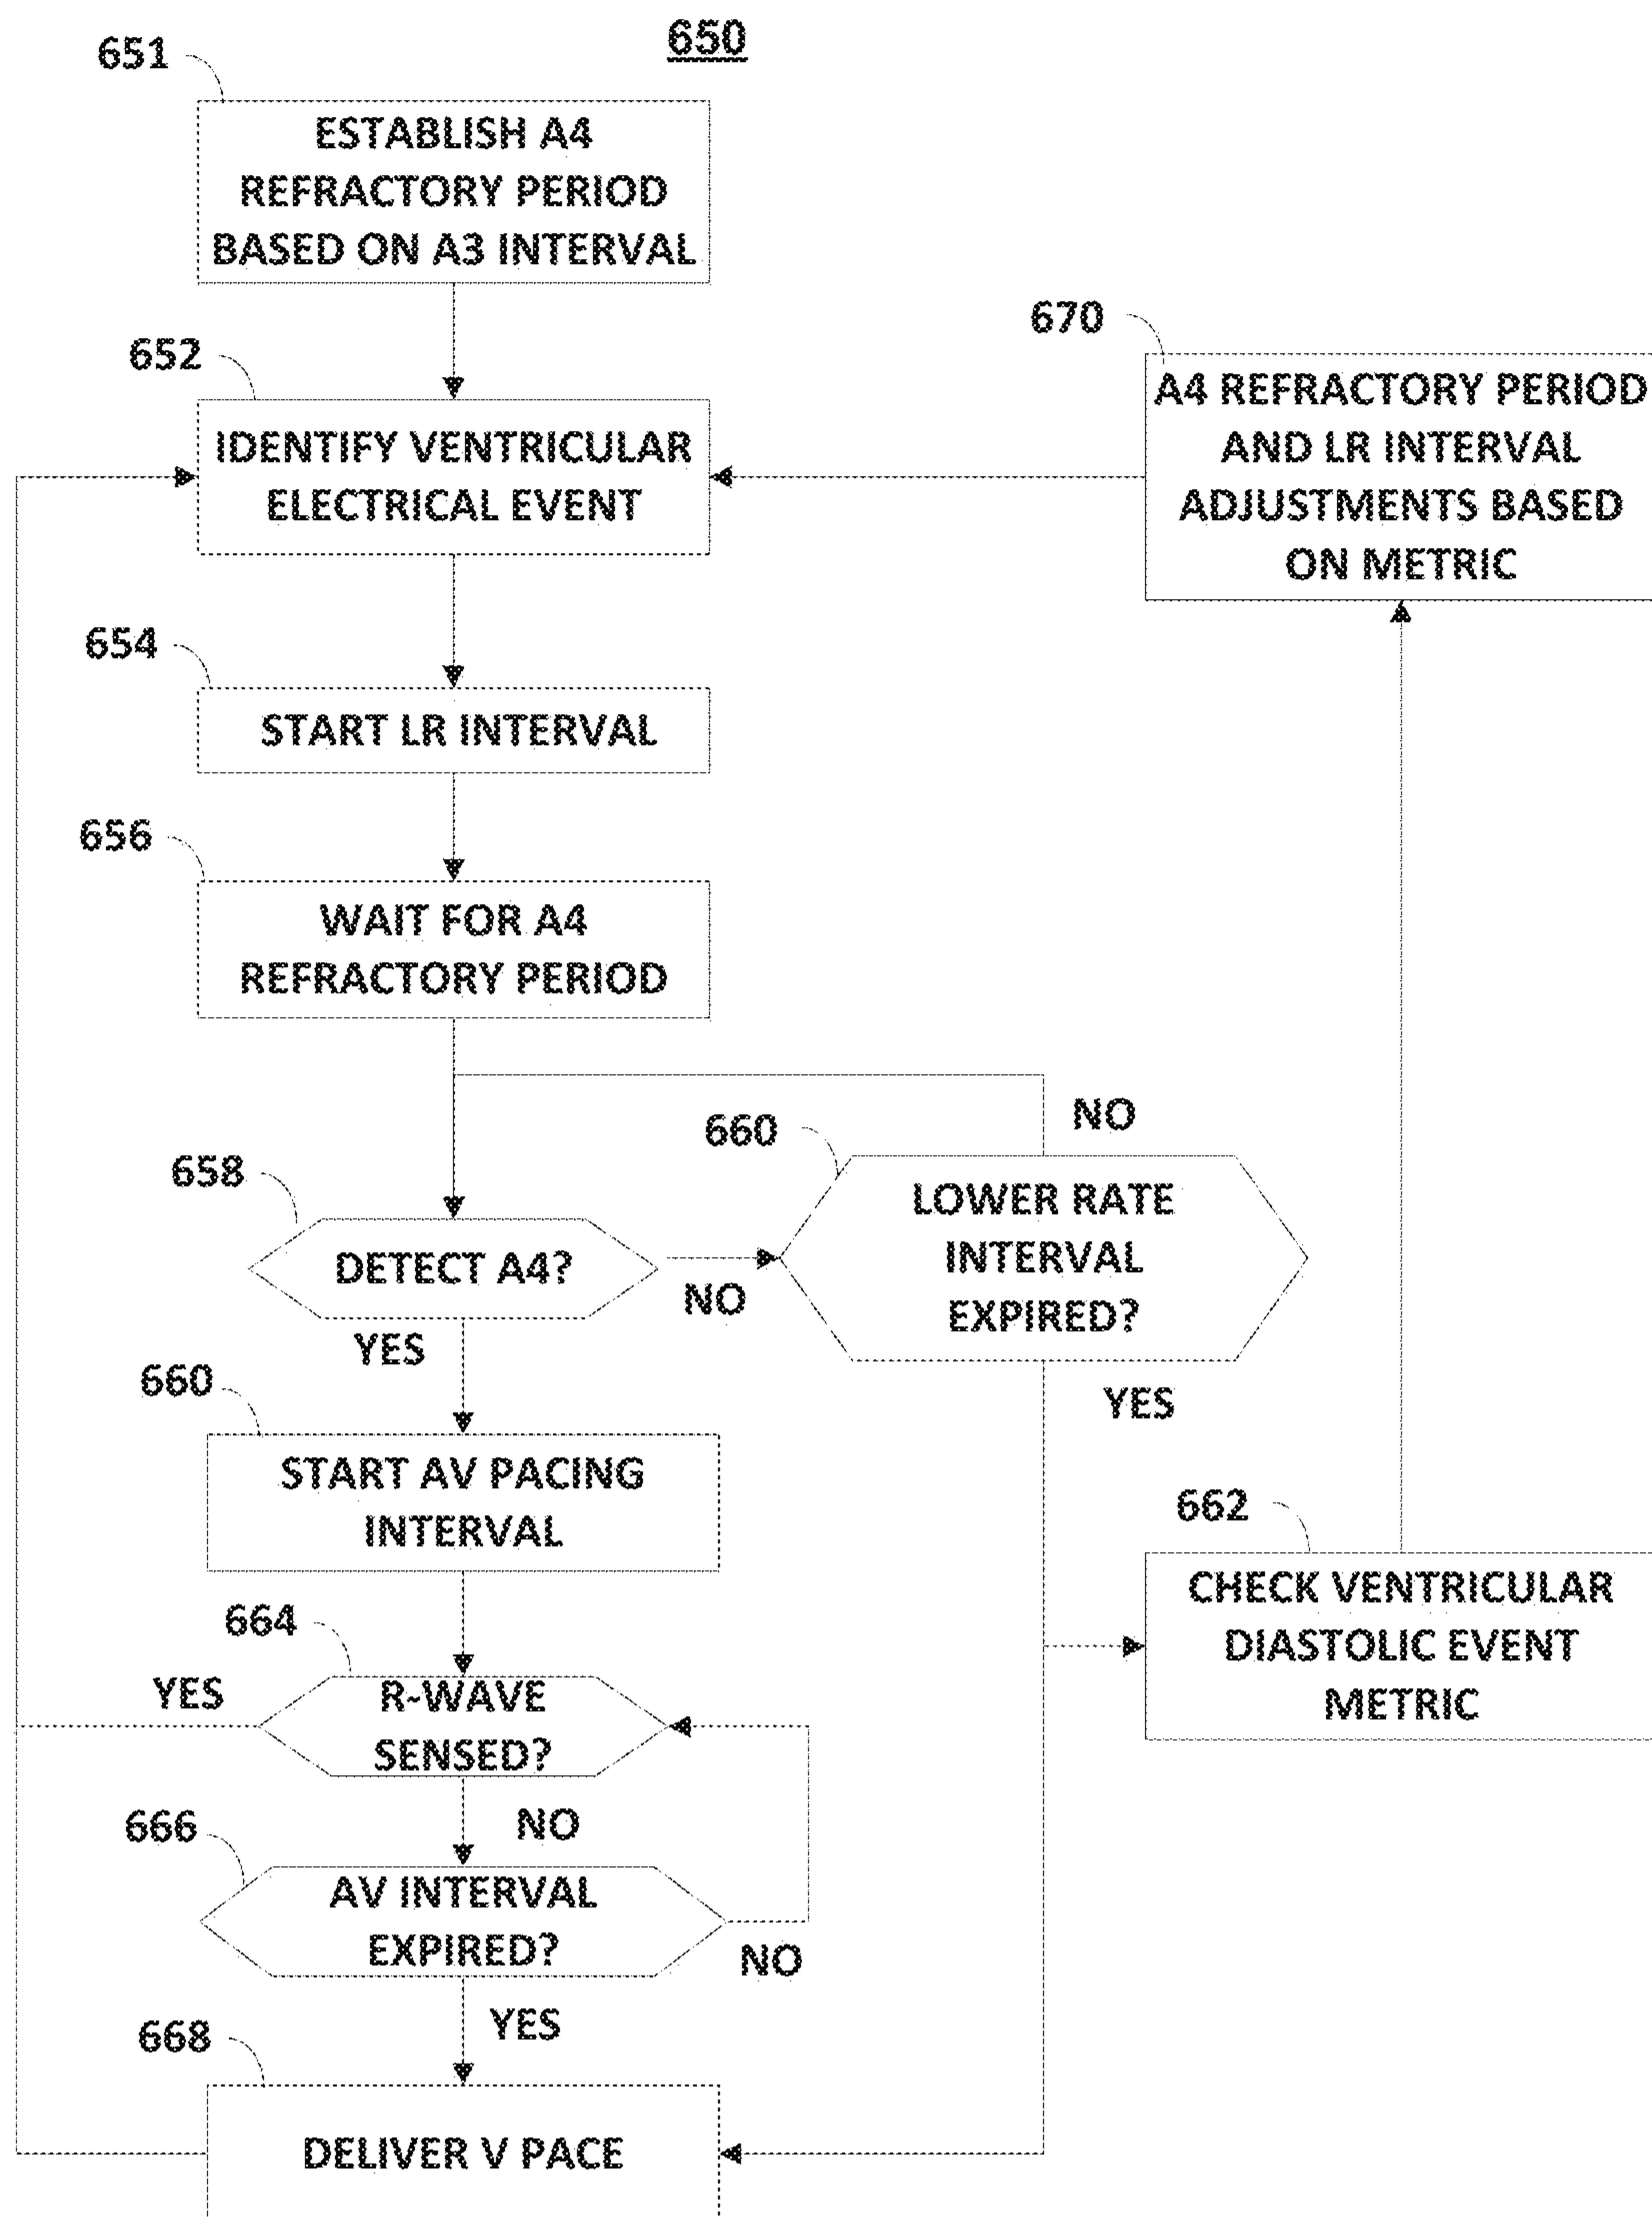 650
651
ESTABLISH A4
REFRACTORY PERIOD
BASED ON A3 INTERVAL
652
IDENTIFY VENTRICULAR
ELECTRICAL EVENT
670
A4 REFRACTORY PERIOD
AND LR INTERVAL
ADJUSTMENTS BASED
ON METRIC
654
START LR INTERVAL
656
WAIT FOR A4
REFRACTORY PERIOD
658
DETECT A4?
NO
YES
660
LOWER RATE
INTERVAL
EXPIRED?
NO
YES
660
START AV PACING
INTERVAL
662
CHECK VENTRICULAR
DIASTOLIC EVENT
METRIC
664
R-WAVE
SENSED?
YES
NO
666
AV INTERVAL
EXPIRED?
NO
YES
668
DELIVER V PACE